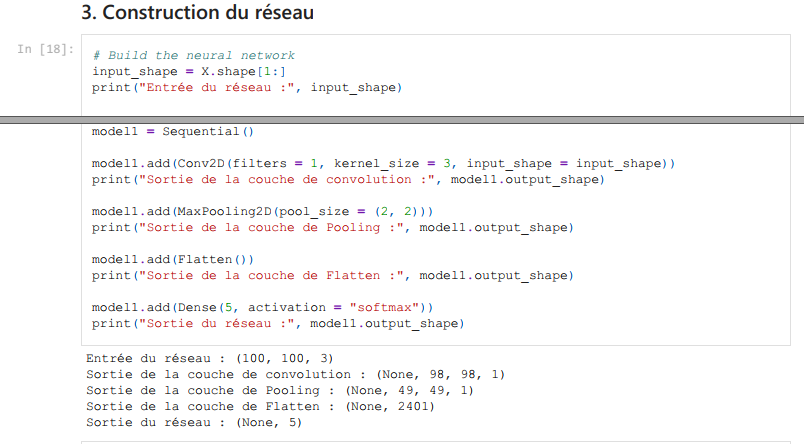 3. Construction du réseau
In [18]:
# Build the neural network
input_shape = X.shape[1:]
print("Entrée du réseau :", input_shape)
model1 = Sequential()
model1.add(Conv2D(filters = 1, kernel_size = 3, input_shape = input_shape))
print("Sortie de la couche de convolution :", model1.output_shape)
model1.add(MaxPooling2D(pool_size = (2, 2)))
print("Sortie de la couche de Pooling :", model1.output_shape)
model1.add(Flatten())
print("Sortie de la couche de Flatten :", model1.output_shape)
model1.add(Dense(5, activation = "softmax"))
print("Sortie du réseau :", model1.output_shape)
Entrée du réseau : (100, 100, 3)
Sortie de la couche de convolution : (None, 98, 98, 1)
Sortie de la couche de Pooling : (None, 49, 49, 1)
Sortie de la couche de Flatten : (None, 2401)
Sortie du réseau : (None, 5)